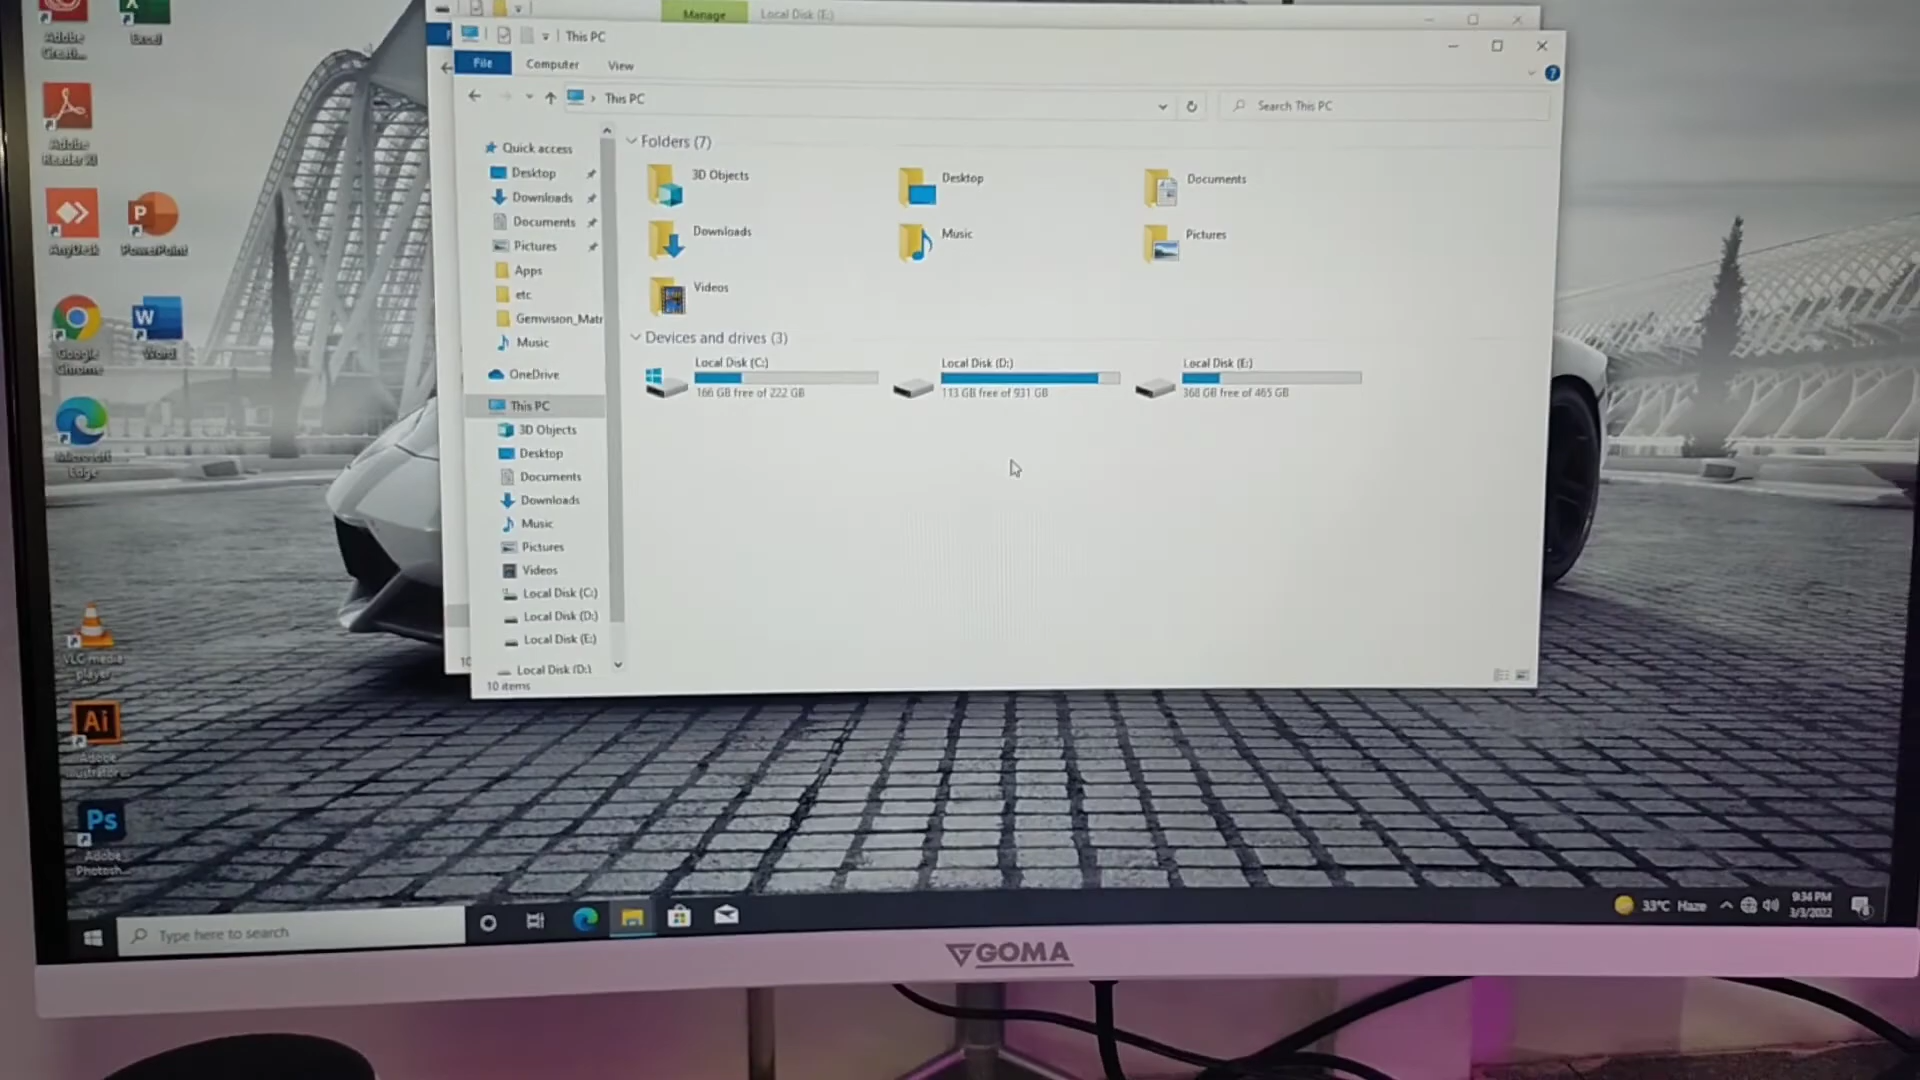 Manage
Local Disk (E:)
This PC
File
Computer
View
This PC
Search This PC
Quick access
Desktop
Downloads
Documents
Pictures
Apps
etc
Gemvision_Matr
Music
OneDrive
This PC
3D Objects
Desktop
Documents
Downloads
Music
Pictures
Videos
Local Disk (C:)
Local Disk (D:)
Local Disk (E:)
Local Disk (D:)
10 items
Folders (7)
3D Objects
Desktop
Documents
Downloads
Music
Pictures
Videos
Devices and drives (3)
Local Disk (C:)
166 GB free of 222 GB
Local Disk (D:)
113 GB free of 931 GB
Local Disk (E:)
368 GB free of 465 GB
Adobe
Creati...
Excel
Adobe
Reader XI
AnyDesk
PowerPoint
Google
Chrome
Word
Microsoft
Edge
VLC media
player
Ai
Adobe
Illustrator...
Ps
Adobe
Photosh...
Type here to search
33°C Haze
9:34 PM
3/3/2022
GOMA